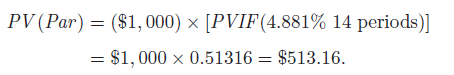 PV(Par) = ($1,000) × [PVIF(4.881% 14 periods)]
= $1,000 × 0.51316 = $513.16.